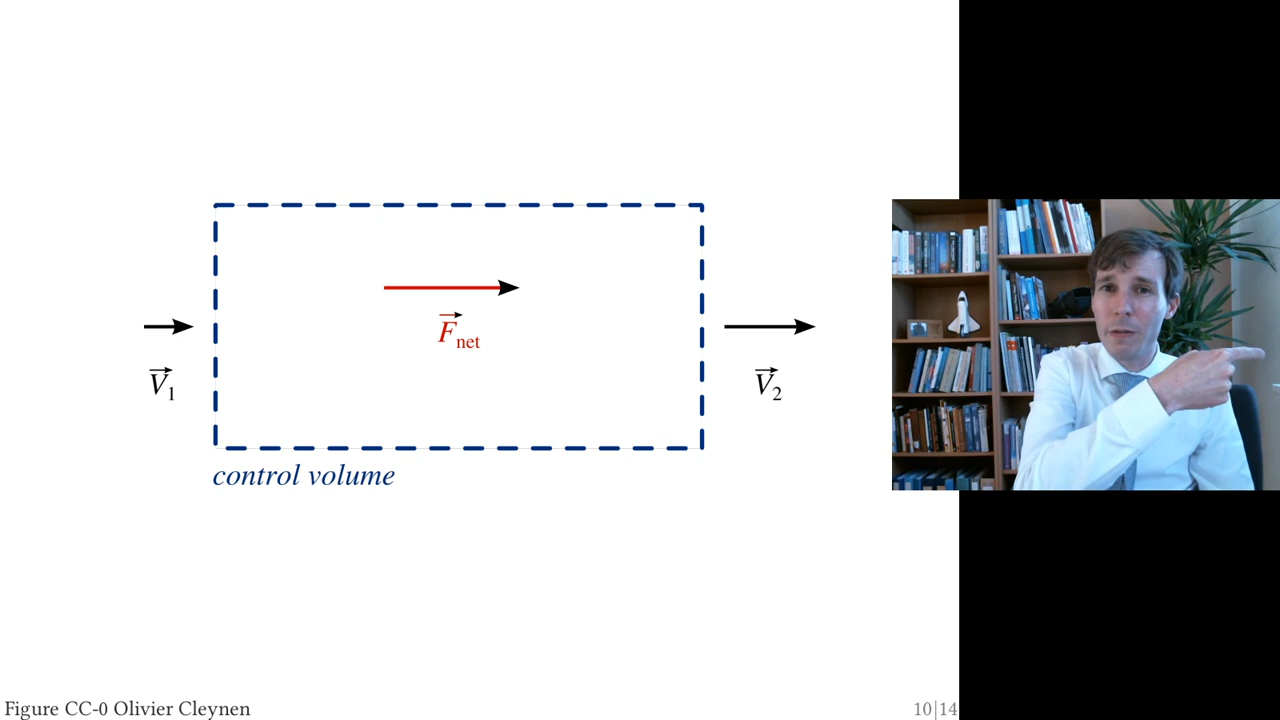 F⃗net
V⃗1
V⃗2
control volume
Figure CC-0 Olivier Cleynen
10|14